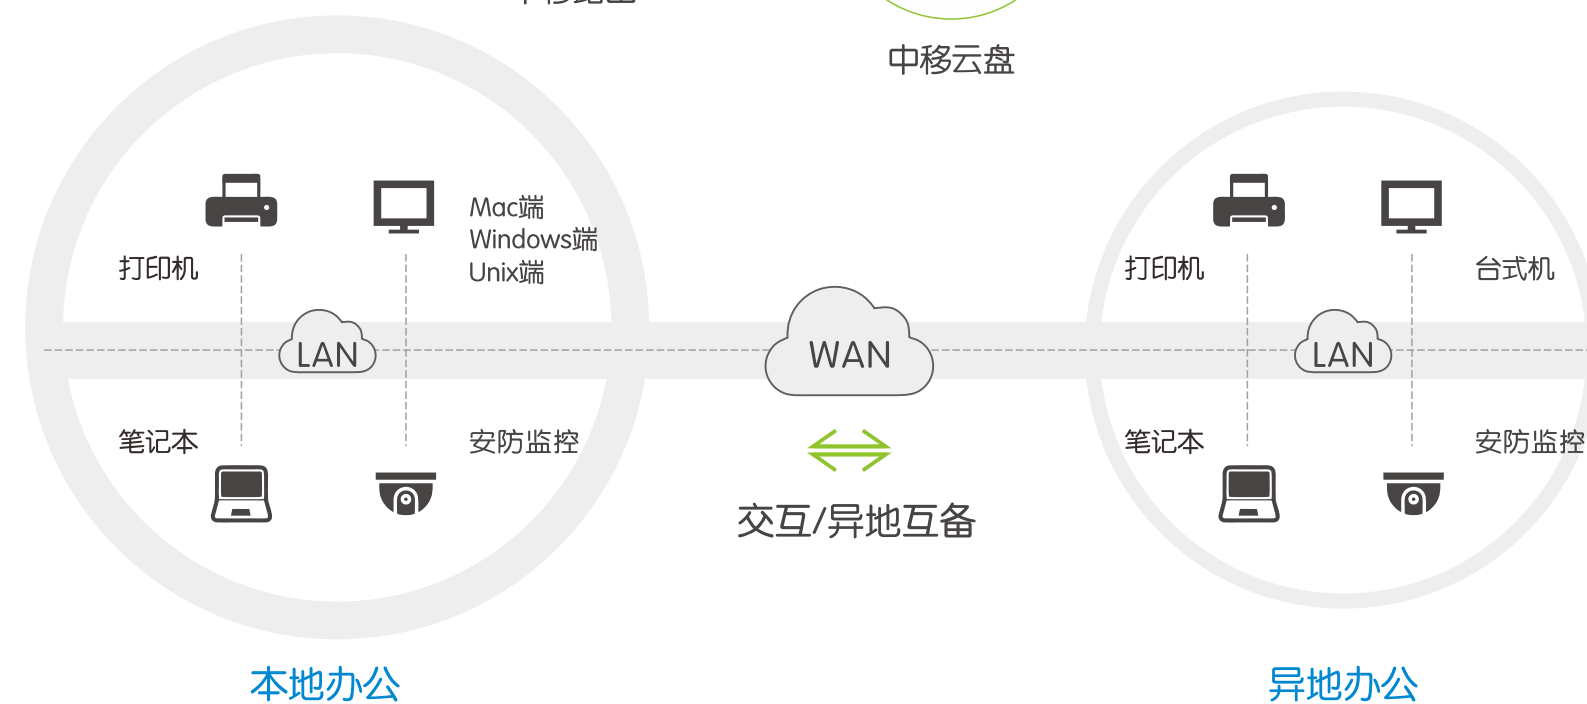 中移云盘
Mac端
Windows端
Unix端
打印机
LAN
笔记本
安防监控
WAN
交互/异地互备
打印机
台式机
LAN
笔记本
安防监控
本地办公
异地办公